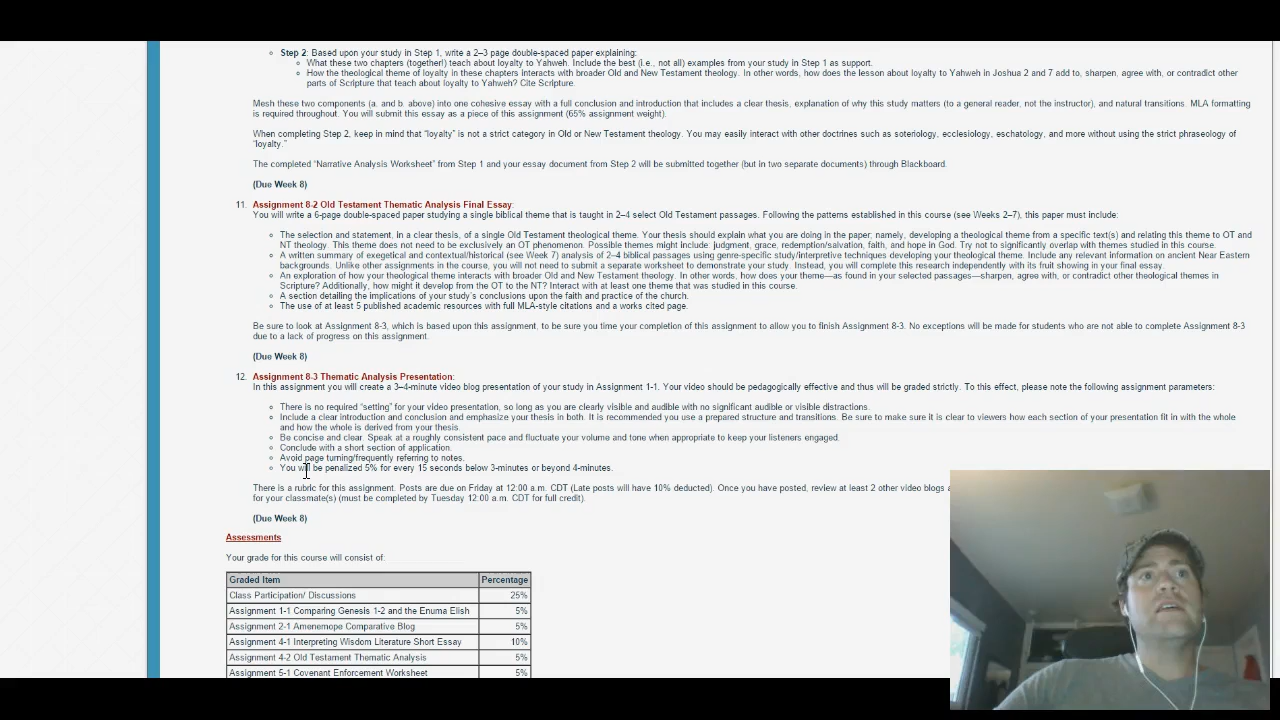 Step 2: Based upon your study in Step 1, write a 2–3 page double-spaced paper explaining:
What these two chapters (together!) teach about loyalty to Yahweh. Include the best (i.e., not all) examples from your study in Step 1 as support.
How the theological theme of loyalty in these chapters interacts with broader Old and New Testament theology. In other words, how does the lesson about loyalty to Yahweh in Joshua 2 and 7 add to, sharpen, agree with, or contradict other
parts of Scripture that teach about loyalty to Yahweh? Cite Scripture.
Mesh these two components (a. and b. above) into one cohesive essay with a full conclusion and introduction that includes a clear thesis, explanation of why this study matters (to a general reader, not the instructor), and natural transitions. MLA formatting
is required throughout. You will submit this essay as a piece of this assignment (65% assignment weight).
When completing Step 2, keep in mind that “loyalty” is not a strict category in Old or New Testament theology. You may easily interact with other doctrines such as soteriology, ecclesiology, eschatology, and more without using the strict phraseology of
“loyalty.”
The completed “Narrative Analysis Worksheet” from Step 1 and your essay document from Step 2 will be submitted together (but in two separate documents) through Blackboard.
(Due Week 8)
11. Assignment 8-2 Old Testament Thematic Analysis Final Essay:
You will write a 6-page double-spaced paper studying a single biblical theme that is taught in 2–4 select Old Testament passages. Following the patterns established in this course (see Weeks 2–7), this paper must include:
The selection and statement, in a clear thesis, of a single Old Testament theological theme. Your thesis should explain what you are doing in the paper; namely, developing a theological theme from a specific text(s) and relating this theme to OT and
NT theology. This theme does not need to be exclusively an OT phenomenon. Possible themes might include: judgment, grace, redemption/salvation, faith, and hope in God. Try not to significantly overlap with themes studied in this course.
A written summary of exegetical and contextual/historical (see Week 7) analysis of 2–4 biblical passages using genre-specific study/interpretive techniques developing your theological theme. Include any relevant information on ancient Near Eastern
backgrounds. Unlike other assignments in the course, you will not need to submit a separate worksheet to demonstrate your study. Instead, you will complete this research independently with its fruit showing in your final essay.
An exploration of how your theological theme interacts with broader Old and New Testament theology. In other words, how does your theme—as found in your selected passages—sharpen, agree with, or contradict other theological themes in
Scripture? Additionally, how might it develop from the OT to the NT? Interact with at least one theme that was studied in this course.
A section detailing the implications of your study's conclusions upon the faith and practice of the church.
The use of at least 5 published academic resources with full MLA-style citations and a works cited page.
Be sure to look at Assignment 8-3, which is based upon this assignment, to be sure you time your completion of this assignment to allow you to finish Assignment 8-3. No exceptions will be made for students who are not able to complete Assignment 8-3
due to a lack of progress on this assignment.
(Due Week 8)
12. Assignment 8-3 Thematic Analysis Presentation:
In this assignment you will create a 3–4-minute video blog presentation of your study in Assignment 1-1. Your video should be pedagogically effective and thus will be graded strictly. To this effect, please note the following assignment parameters:
There is no required “setting” for your video presentation, so long as you are clearly visible and audible with no significant audible or visible distractions.
Include a clear introduction and conclusion and emphasize your thesis in both. It is recommended you use a prepared structure and transitions. Be sure to make sure it is clear to viewers how each section of your presentation fit in with the whole
and how the whole is derived from your thesis.
Be concise and clear. Speak at a roughly consistent pace and fluctuate your volume and tone when appropriate to keep your listeners engaged.
Conclude with a short section of application.
Avoid page turning/frequently referring to notes.
You will be penalized 5% for every 15 seconds below 3-minutes or beyond 4-minutes.
There is a rubric for this assignment. Posts are due on Friday at 12:00 a.m. CDT (Late posts will have 10% deducted). Once you have posted, review at least 2 other video blogs a
for your classmate(s) (must be completed by Tuesday 12:00 a.m. CDT for full credit).
(Due Week 8)
Assessments
Your grade for this course will consist of:
Graded Item Percentage
Class Participation/ Discussions 25%
Assignment 1-1 Comparing Genesis 1-2 and the Enuma Elish 5%
Assignment 2-1 Amenemope Comparative Blog 5%
Assignment 4-1 Interpreting Wisdom Literature Short Essay 10%
Assignment 4-2 Old Testament Thematic Analysis 5%
Assignment 5-1 Covenant Enforcement Worksheet 5%